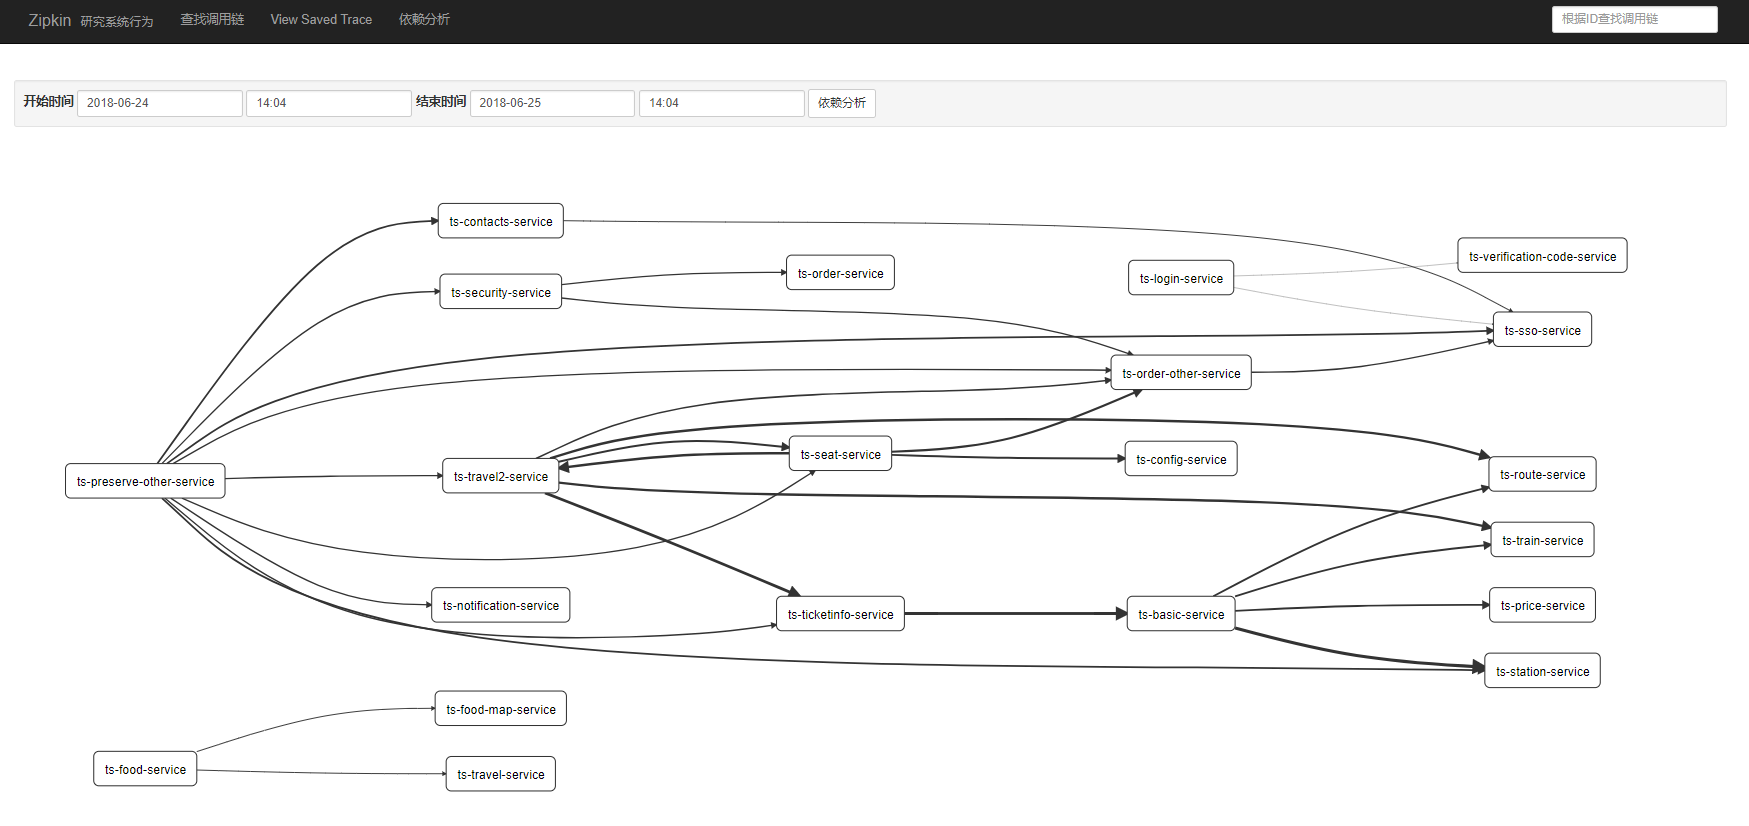 Zipkin 研究系统行为 查找调用链 View Saved Trace 依赖分析 根据ID查找调用链
开始时间 2018-06-24 14:04 结束时间 2018-06-25 14:04 依赖分析
ts-contacts-service
ts-verification-code-service
ts-order-service
ts-login-service
ts-security-service
ts-sso-service
ts-order-other-service
ts-seat-service
ts-config-service
ts-route-service
ts-travel2-service
ts-preserve-other-service
ts-train-service
ts-notification-service
ts-price-service
ts-ticketinfo-service
ts-basic-service
ts-station-service
ts-food-map-service
ts-food-service
ts-travel-service